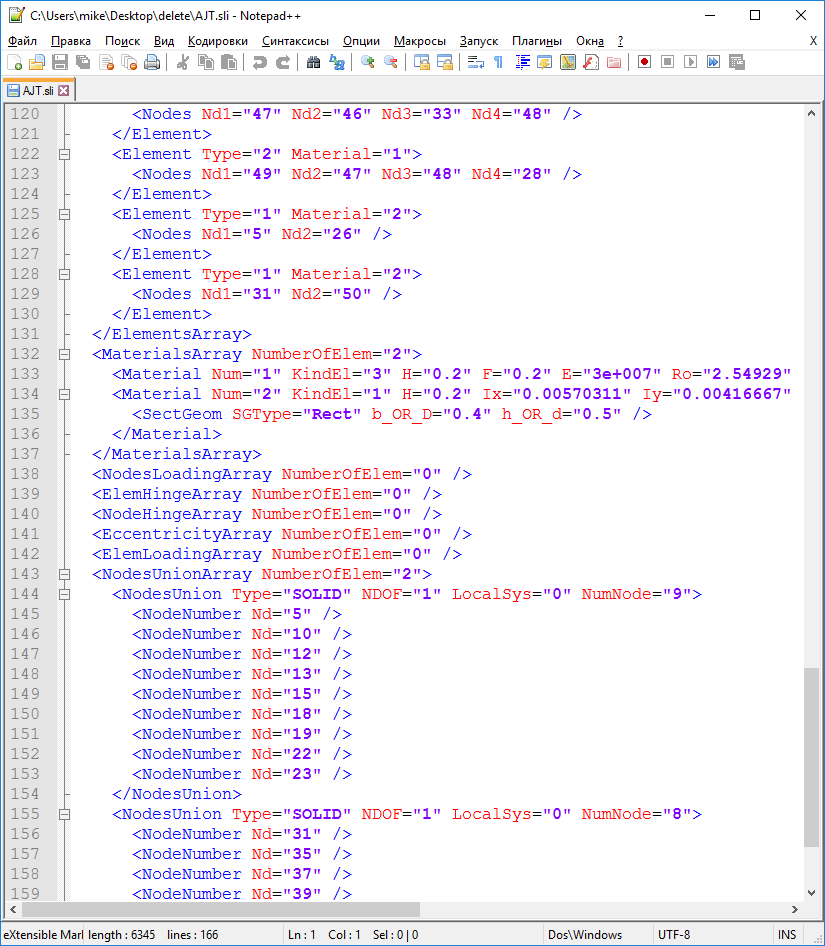 C:\Users\mike\Desktop\delete\AJT.sli - Notepad++
Файл Правка Поиск Вид Кодировки Синтаксисы Опции Макросы Запуск Плагины Окна ? X
AJT.sli
120 <Nodes Nd1="47" Nd2="46" Nd3="33" Nd4="48" />
121 </Element>
122 <Element Type="2" Material="1">
123 <Nodes Nd1="49" Nd2="47" Nd3="48" Nd4="28" />
124 </Element>
125 <Element Type="1" Material="2">
126 <Nodes Nd1="5" Nd2="26" />
127 </Element>
128 <Element Type="1" Material="2">
129 <Nodes Nd1="31" Nd2="50" />
130 </Element>
131 </ElementsArray>
132 <MaterialsArray NumberOfElem="2">
133 <Material Num="1" KindEl="3" H="0.2" F="0.2" E="3e+007" Ro="2.54929"
134 <Material Num="2" KindEl="1" H="0.2" Ix="0.00570311" Iy="0.00416667"
135 <SectGeom SGType="Rect" b_OR_D="0.4" h_OR_d="0.5" />
136 </Material>
137 </MaterialsArray>
138 <NodesLoadingArray NumberOfElem="0" />
139 <ElemHingeArray NumberOfElem="0" />
140 <NodeHingeArray NumberOfElem="0" />
141 <EccentricityArray NumberOfElem="0" />
142 <ElemLoadingArray NumberOfElem="0" />
143 <NodesUnionArray NumberOfElem="2">
144 <NodesUnion Type="SOLID" NDOF="1" LocalSys="0" NumNode="9">
145 <NodeNumber Nd="5" />
146 <NodeNumber Nd="10" />
147 <NodeNumber Nd="12" />
148 <NodeNumber Nd="13" />
149 <NodeNumber Nd="15" />
150 <NodeNumber Nd="18" />
151 <NodeNumber Nd="19" />
152 <NodeNumber Nd="22" />
153 <NodeNumber Nd="23" />
154 </NodesUnion>
155 <NodesUnion Type="SOLID" NDOF="1" LocalSys="0" NumNode="8">
156 <NodeNumber Nd="31" />
157 <NodeNumber Nd="35" />
158 <NodeNumber Nd="37" />
159 <NodeNumber Nd="39" />
eXtensible Marl length : 6345 lines : 166 Ln : 1 Col : 1 Sel : 0 | 0 Dos\Windows UTF-8 INS